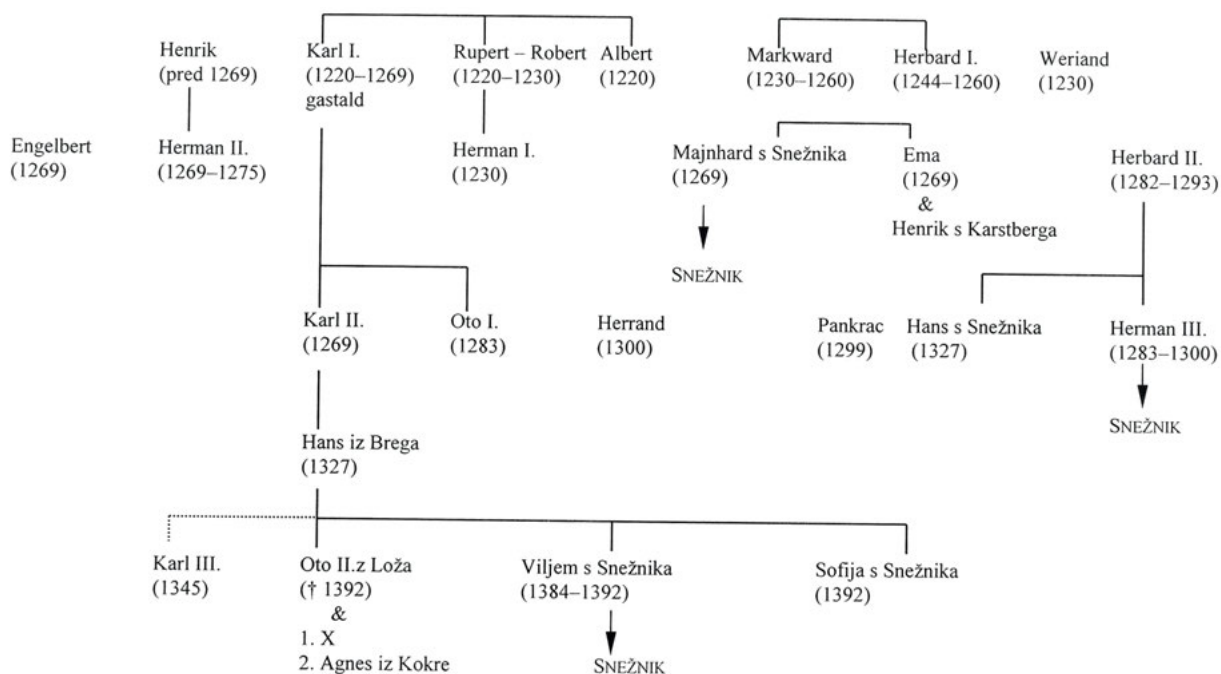 Henrik
(pred 1269)
Karl I.
(1220–1269)
gastald
Rupert – Robert
(1220–1230)
Albert
(1220)
Markward
(1230–1260)
Herbard I.
(1244–1260)
Weriand
(1230)
Engelbert
(1269)
Herman II.
(1269–1275)
Herman I.
(1230)
Majnhard s Snežnika
(1269)
SNEŽNIK
Ema
(1269)
&
Henrik s Karstberga
Herbard II.
(1282–1293)
Karl II.
(1269)
Oto I.
(1283)
Herrand
(1300)
Pankrac
(1299)
Hans s Snežnika
(1327)
Herman III.
(1283–1300)
SNEŽNIK
Hans iz Brega
(1327)
Karl III.
(1345)
Oto II.z Loža
(† 1392)
&
1. X
2. Agnes iz Kokre
Viljem s Snežnika
(1384–1392)
SNEŽNIK
Sofija s Snežnika
(1392)